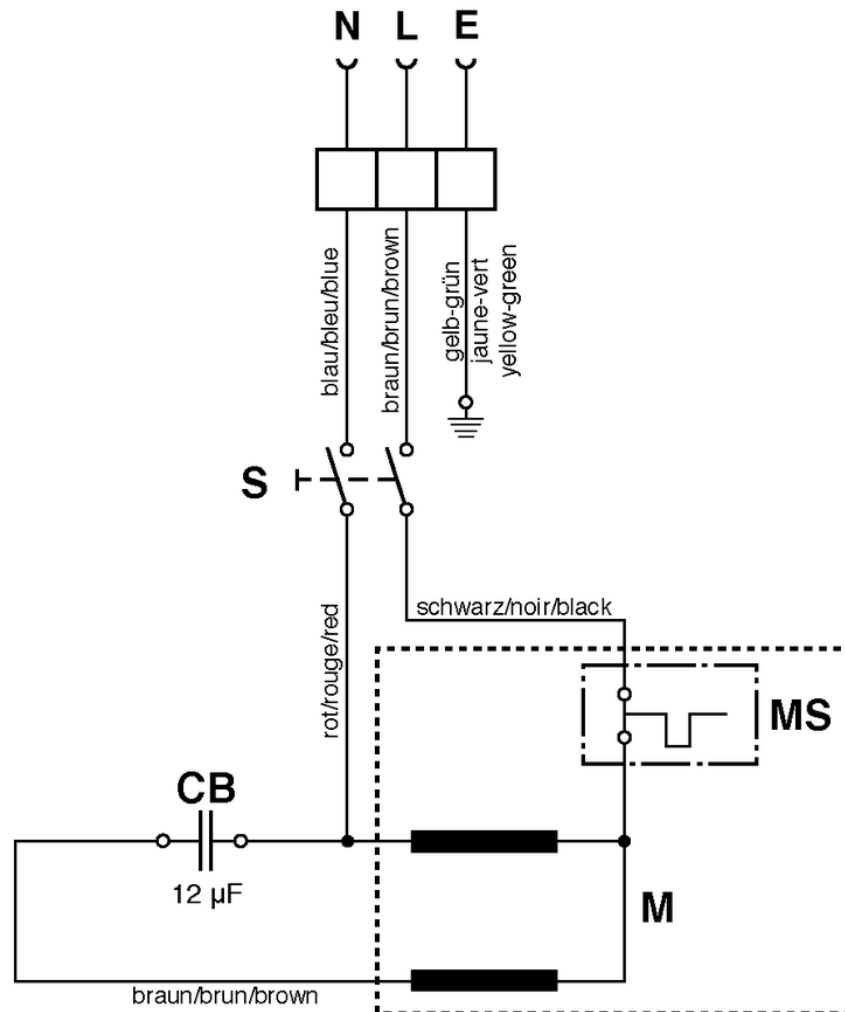 N L E
blau/bleu/blue
braun/brun/brown
gelb-grün
jaune-vert
yellow-green
S
schwarz/noir/black
rot/rouge/red
MS
CB
12 µF
M
braun/brun/brown